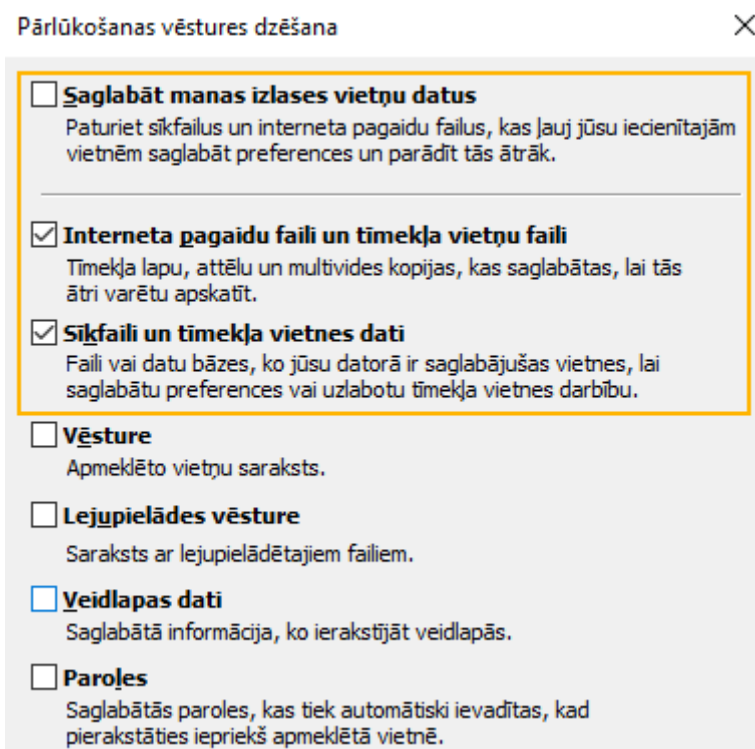 Pārlūkošanas vēstures dzēšana
Saglabāt manas izlases vietņu datus
Paturiet sīkfailus un interneta pagaidu failus, kas ļauj jūsu iecienītajām
vietnēm saglabāt preferences un parādīt tās ātrāk.
Interneta pagaidu faili un tīmekļa vietņu faili
Tīmekļa lapu, attēlu un multivides kopijas, kas saglabātas, lai tās
ātri varētu apskatīt.
Sīkfaili un tīmekļa vietnes dati
Faili vai datu bāzes, ko jūsu datorā ir saglabājušas vietnes, lai
saglabātu preferences vai uzlabotu tīmekļa vietnes darbību.
Vēsture
Apmeklēto vietņu saraksts.
Lejupielādes vēsture
Saraksts ar lejupielādētajiem failiem.
Veidlapas dati
Saglabātā informācija, ko ierakstījāt veidlapās.
Paroles
Saglabātās paroles, kas tiek automātiski ievadītas, kad
pierakstāties iepriekš apmeklētā vietnē.